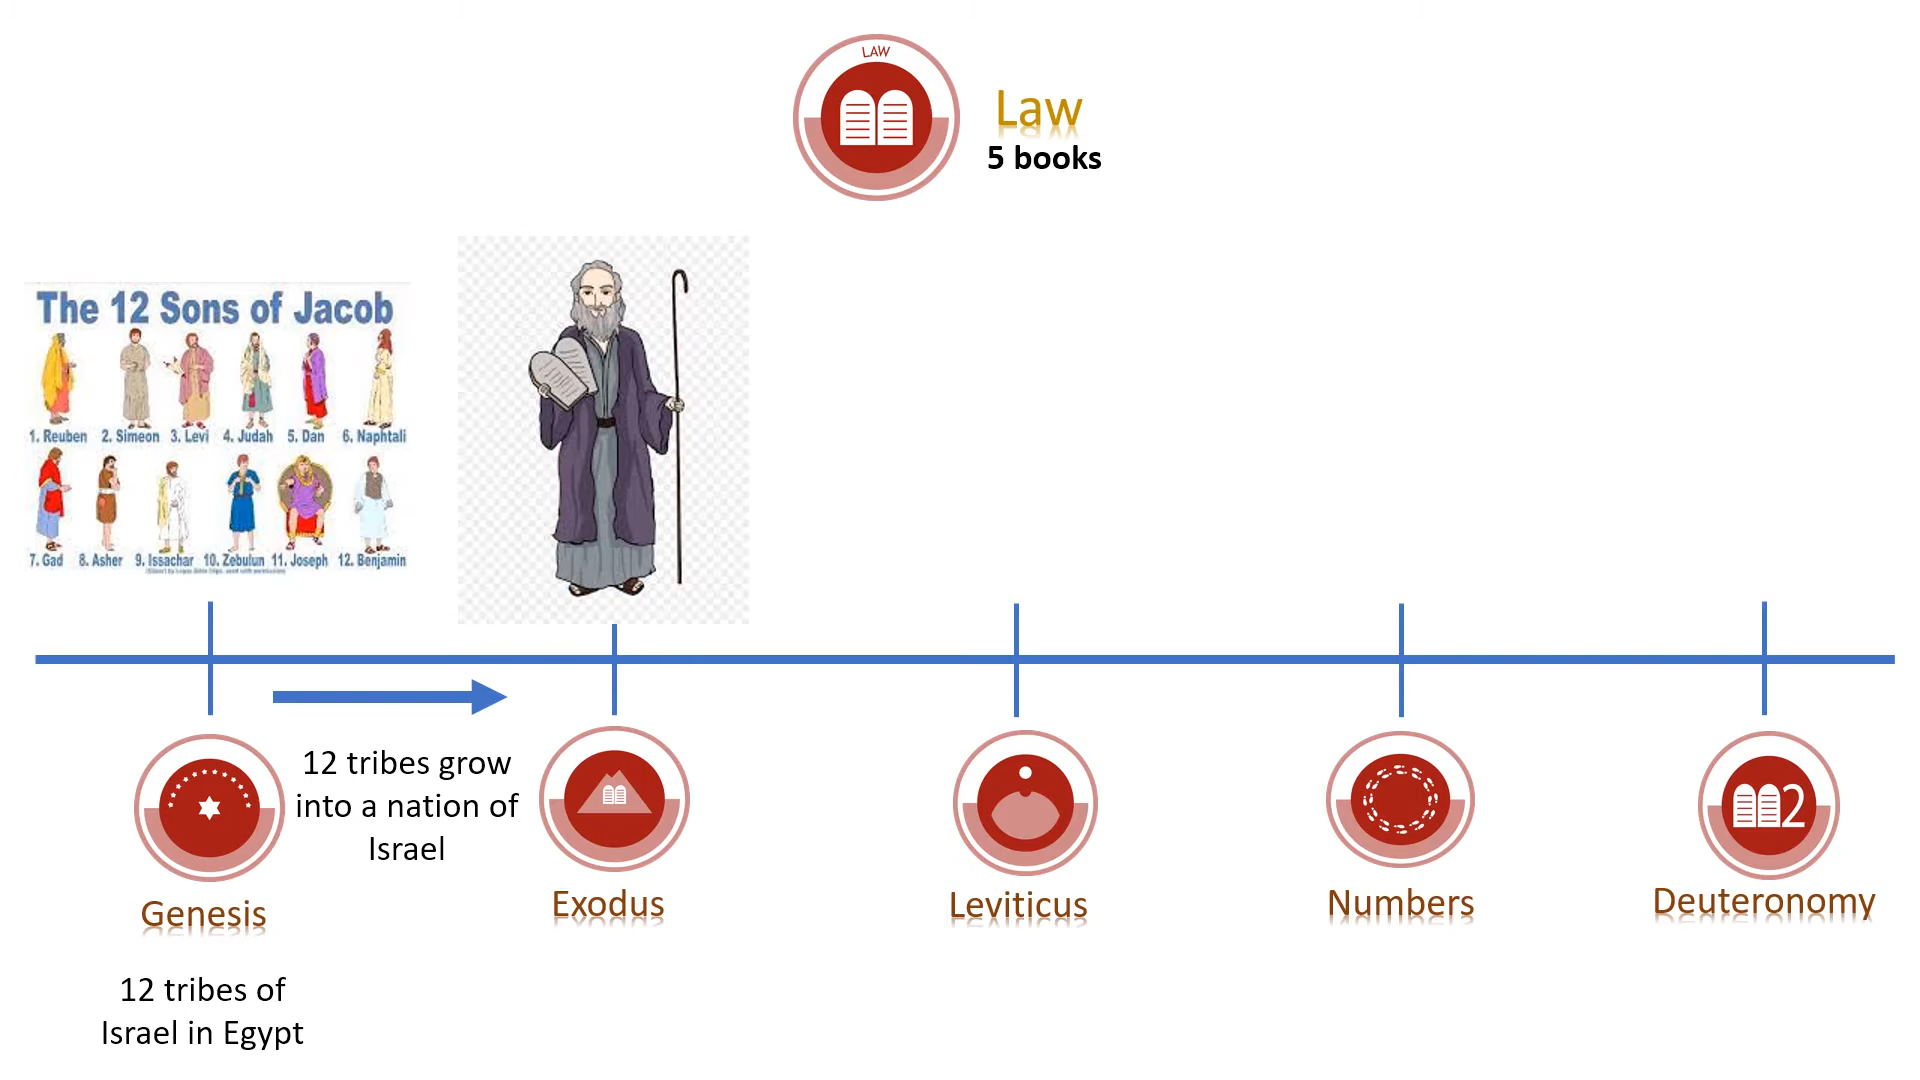 LAW
Law
5 books
The 12 Sons of Jacob
1. Reuben 2. Simeon 3. Levi 4. Judah 5. Dan 6. Naphtali
7. Gad 8. Asher 9. Issachar 10. Zebulun 11. Joseph 12. Benjamin
12 tribes grow
into a nation of
Israel
2
Genesis
Exodus
Leviticus
Numbers
Deuteronomy
12 tribes of
Israel in Egypt